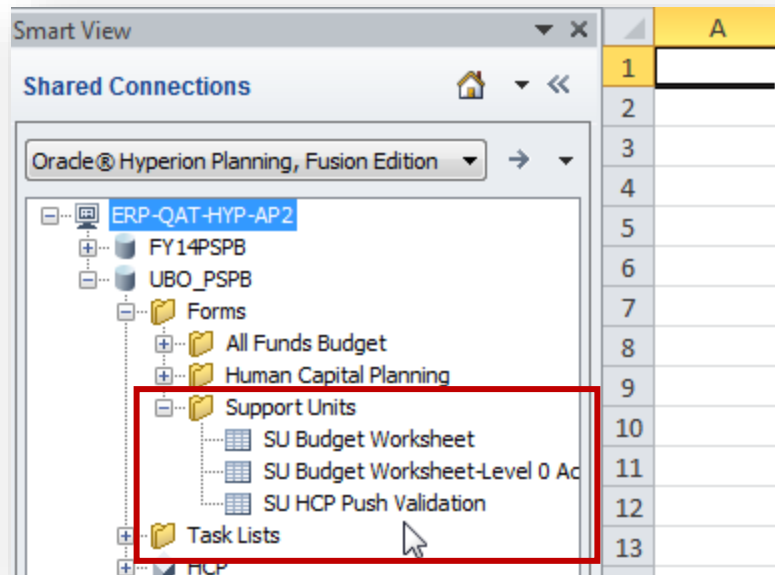 Smart View
A
Shared Connections
1
2
Oracle® Hyperion Planning, Fusion Edition
3
4
ERP-QAT-HYP-AP2
5
FY14PSPB
6
UBO_PSPB
Forms
7
All Funds Budget
8
Human Capital Planning
9
Support Units
10
SU Budget Worksheet
SU Budget Worksheet-Level 0 Ac
11
SU HCP Push Validation
12
Task Lists
13
HCP